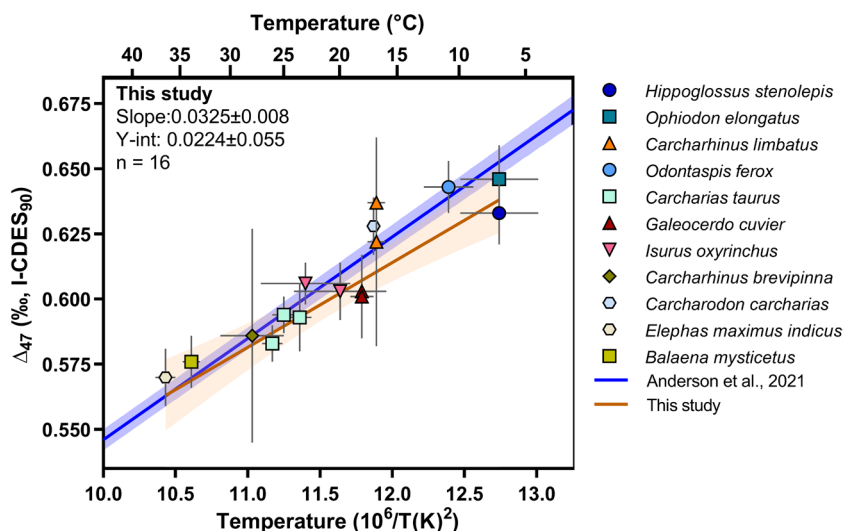 Temperature (°C)
40 35 30 25 20 15 10 5
This study
Slope:0.0325±0.008
Y-int: 0.0224±0.055
n = 16
0.675
0.650
0.625
0.600
0.575
0.550
Δ47 (‰, I-CDES90)
10.0 10.5 11.0 11.5 12.0 12.5 13.0
Temperature (10^6/T(K)^2)
Hippoglossus stenolepis
Ophiodon elongatus
Carcharhinus limbatus
Odontaspis ferox
Carcharias taurus
Galeocerdo cuvier
Isurus oxyrinchus
Carcharhinus brevipinna
Carcharodon carcharias
Elephas maximus indicus
Balaena mysticetus
Anderson et al., 2021
This study